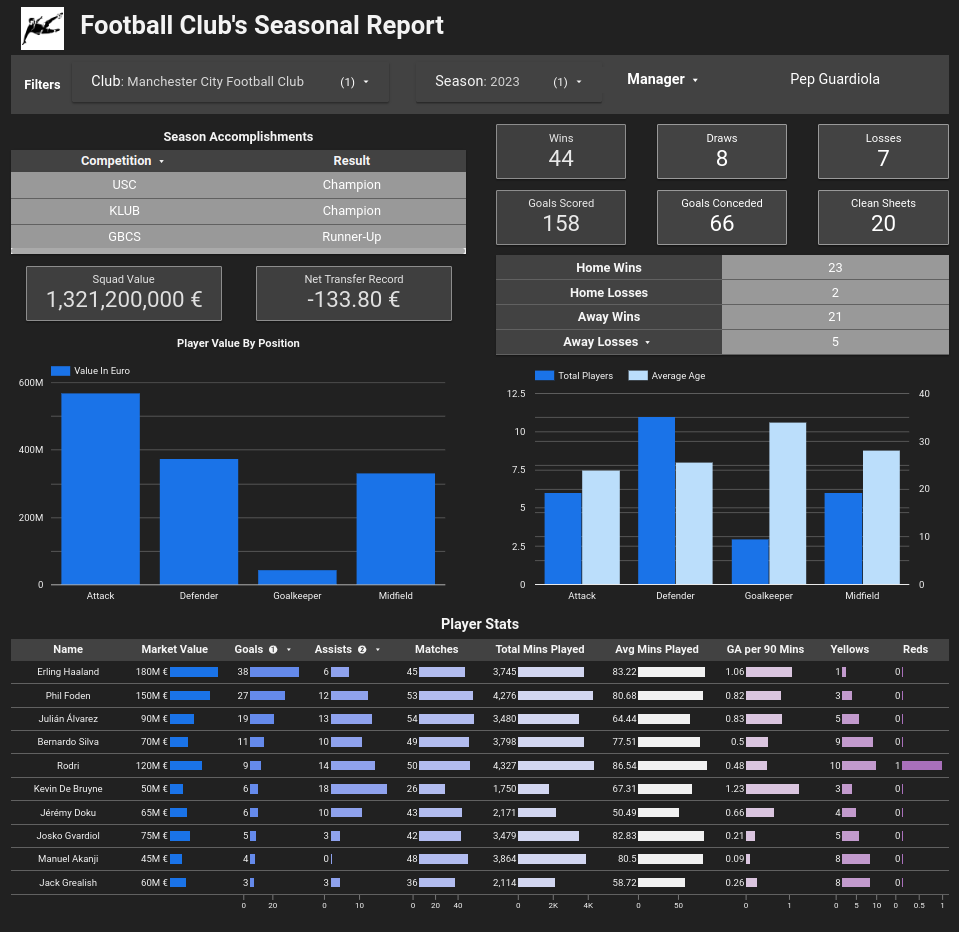 Football Club's Seasonal Report
Filters
Club: Manchester City Football Club (1)
Season: 2023 (1)
Manager
Pep Guardiola
Season Accomplishments
Competition Result
USC Champion
KLUB Champion
GBCS Runner-Up
Squad Value
1,321,200,000 €
Net Transfer Record
-133.80 €
Wins
44
Draws
8
Losses
7
Goals Scored
158
Goals Conceded
66
Clean Sheets
20
Home Wins 23
Home Losses 2
Away Wins 21
Away Losses 5
Player Value By Position
Value In Euro
600M
400M
200M
0
Attack Defender Goalkeeper Midfield
Total Players Average Age
12.5 40
10 30
7.5 20
5 10
2.5
0 0
Attack Defender Goalkeeper Midfield
Player Stats
Name Market Value Goals 1 Assists 2 Matches Total Mins Played Avg Mins Played GA per 90 Mins Yellows Reds
Erling Haaland 180M € 38 6 45 3,745 83.22 1.06 1 0
Phil Foden 150M € 27 12 53 4,276 80.68 0.82 3 0
Julián Álvarez 90M € 19 13 54 3,480 64.44 0.83 5 0
Bernardo Silva 70M € 11 10 49 3,798 77.51 0.5 9 0
Rodri 120M € 9 14 50 4,327 86.54 0.48 10 1
Kevin De Bruyne 50M € 6 18 26 1,750 67.31 1.23 3 0
Jérémy Doku 65M € 6 10 43 2,171 50.49 0.66 4 0
Josko Gvardiol 75M € 5 3 42 3,479 82.83 0.21 5 0
Manuel Akanji 45M € 4 0 48 3,864 80.5 0.09 8 0
Jack Grealish 60M € 3 3 36 2,114 58.72 0.26 8 0
0 20 0 10 0 20 40 0 2K 4K 0 50 0 1 0 5 10 0 0.5 1